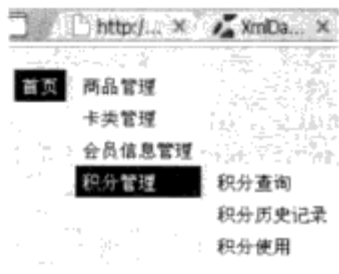 http:/... × XmlDa... ×
首页 商品管理
卡类管理
会员信息管理
积分管理 积分查询
积分历史记录
积分使用